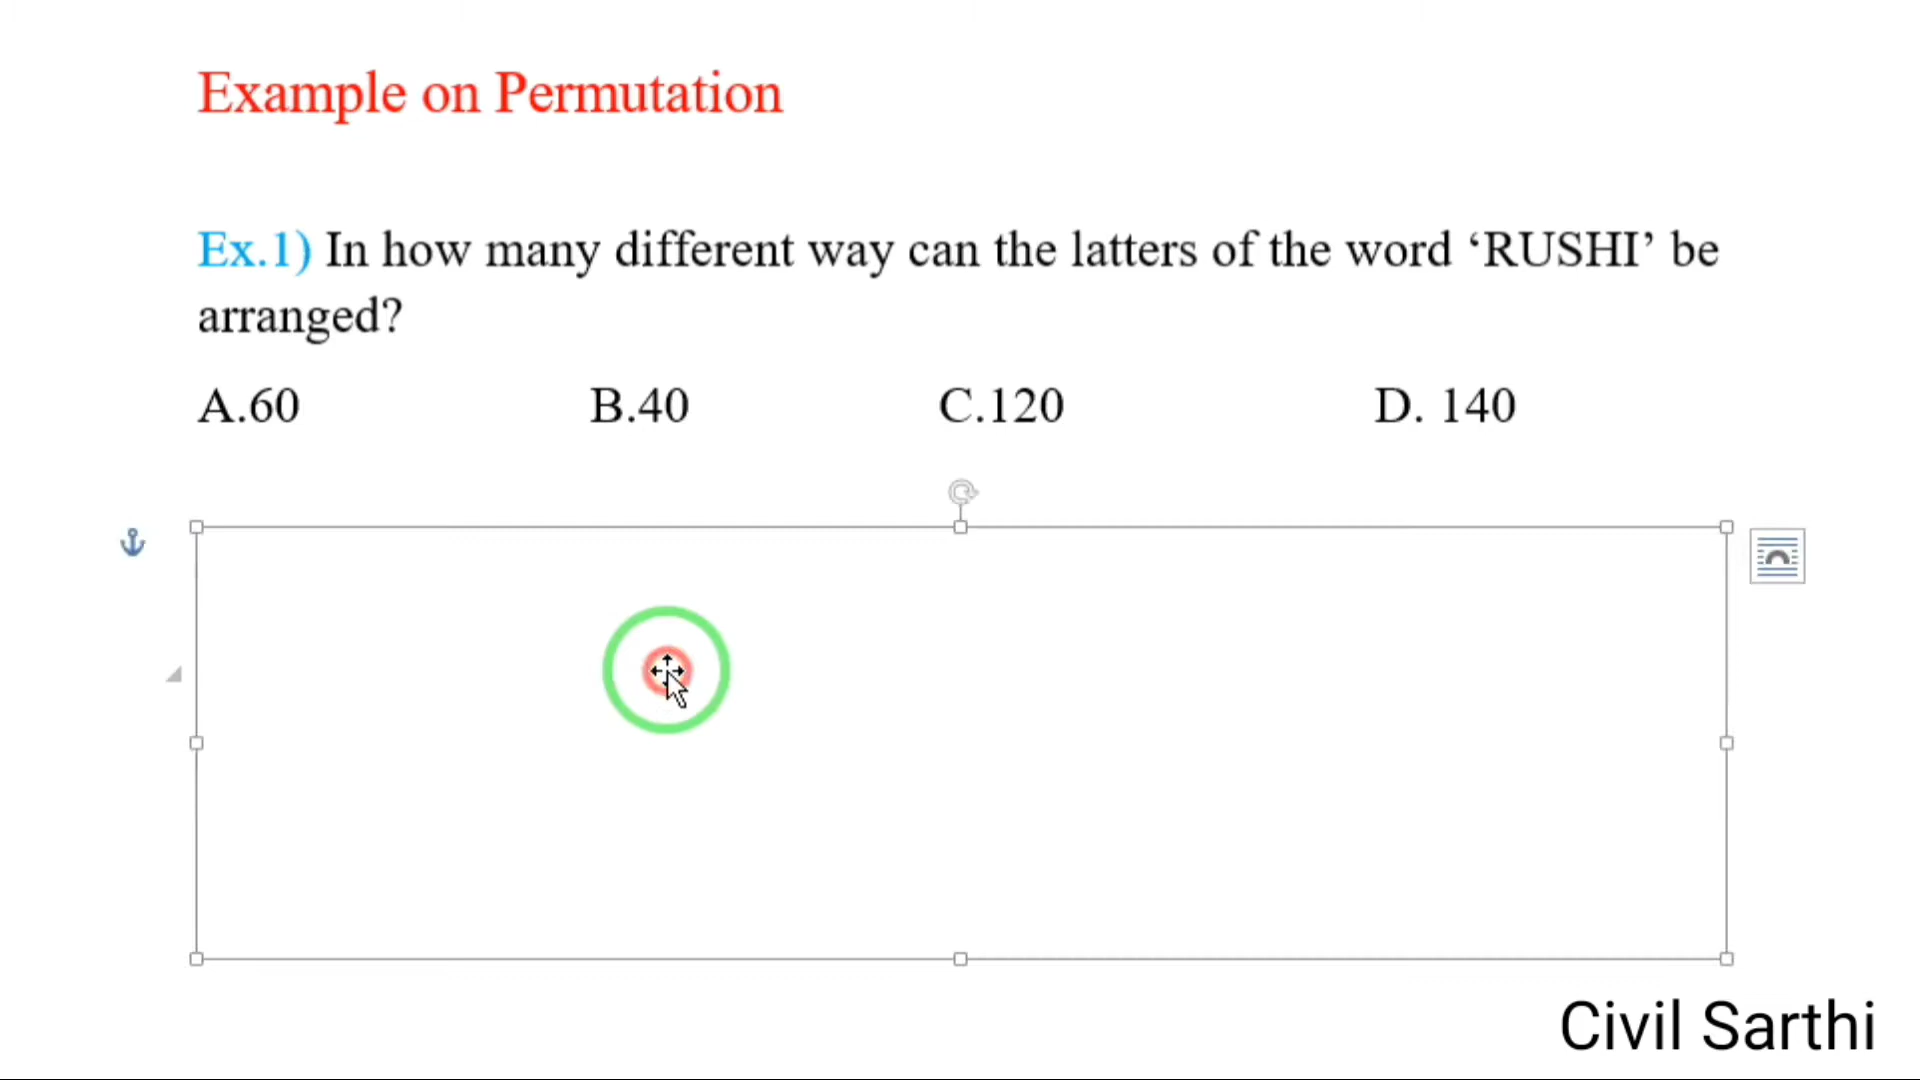 Example on Permutation
Ex.1) In how many different way can the latters of the word ‘RUSHI’ be
arranged?
A.60 B.40 C.120 D. 140
Civil Sarthi